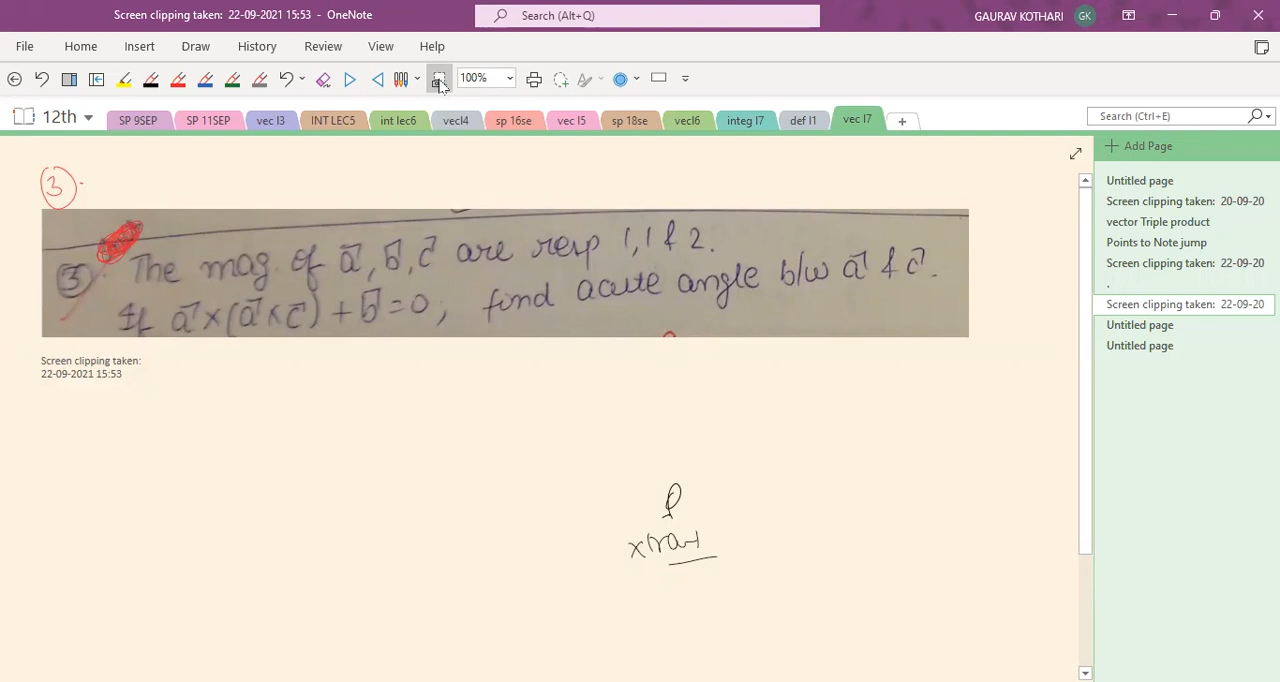 Screen clipping taken: 22-09-2021 15:53 - OneNote
Search (Alt+Q)
GAURAV KOTHARI
GK
File Home Insert Draw History Review View Help
100%
12th
SP 9SEP
SP 11SEP
vec l3
INT LEC5
int lec6
vecl4
sp 16se
vec l5
sp 18se
vecl6
integ l7
def l1
vec l7
Search (Ctrl+E)
Add Page
Untitled page
Screen clipping taken: 20-09-20
vector Triple product
Points to Note jump
Screen clipping taken: 22-09-20
.
Screen clipping taken: 22-09-20
Untitled page
Untitled page
3.
3 The mag. of a⃗, b⃗, c⃗ are resp 1, 1 & 2.
If a⃗×(a⃗×c⃗)+b⃗=0, find acute angle b/w a⃗ & c⃗.
Screen clipping taken:
22-09-2021 15:53